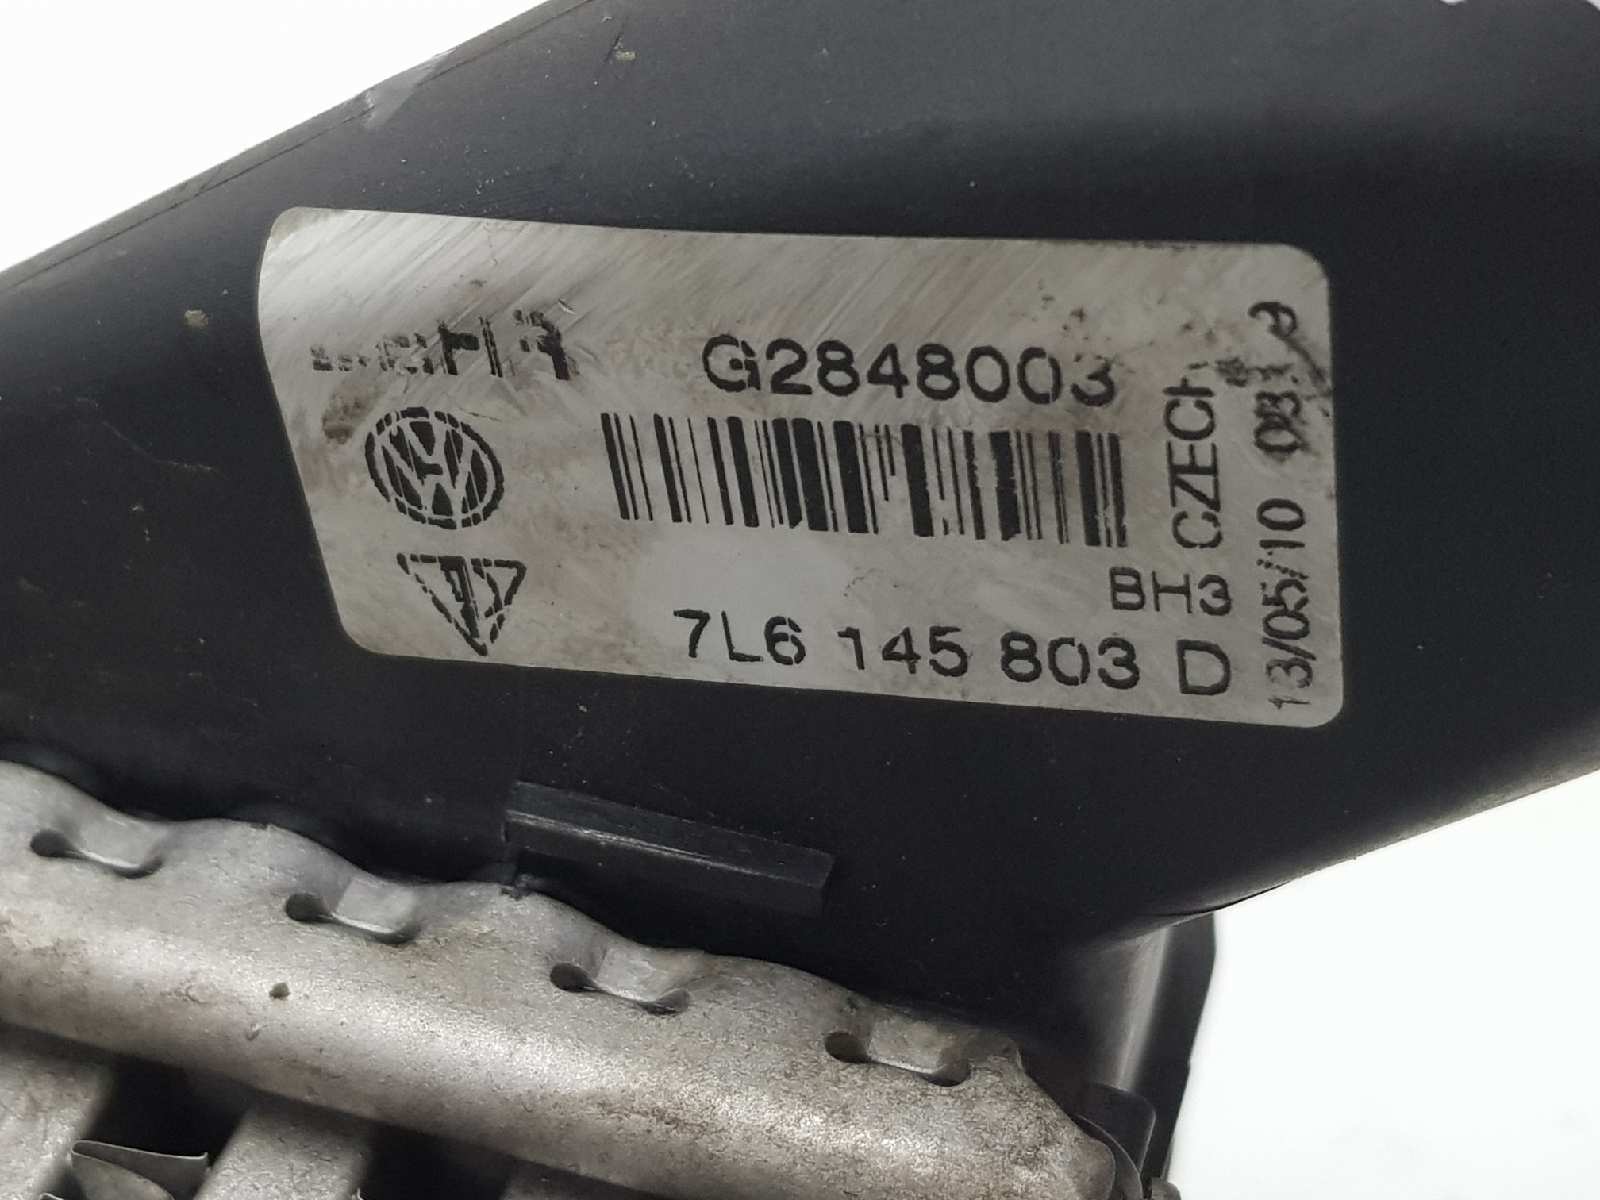 G2848003
BH3
7L6 145 803 D
CZECH
13/05/10